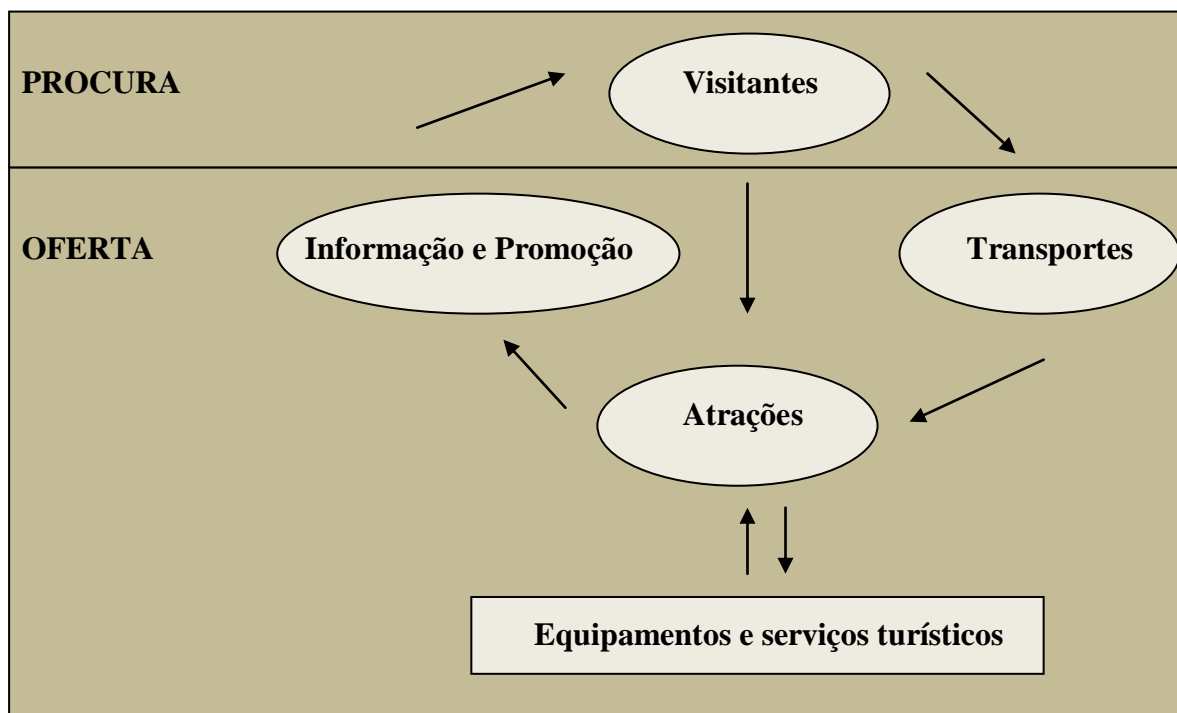 PROCURA
Visitantes
OFERTA
Informação e Promoção
Transportes
Atrações
Equipamentos e serviços turísticos